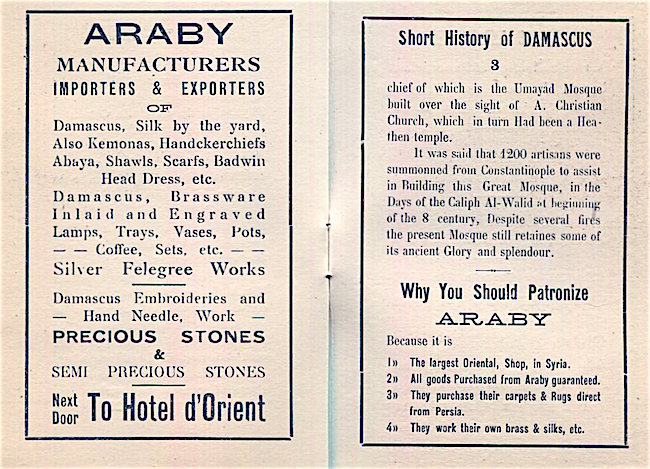 ARABY
MANUFACTURERS
IMPORTERS & EXPORTERS
OF
Damascus, Silk by the yard,
Also Kemonas, Handckerchiefs
Abaya, Shawls, Scarfs, Badwin
Head Dress, etc.
Damascus, Brassware
Inlaid and Engraved
Lamps, Trays, Vases, Pots,
— — Coffee, Sets, etc. — —
Silver Felegree Works
Damascus Embroideries and
— Hand Needle, Work —
PRECIOUS STONES
&
SEMI PRECIOUS STONES
Next Door To Hotel d'Orient
Short History of DAMASCUS
3
chief of which is the Umayad Mosque
built over the sight of A. Christian
Church, which in turn Had been a Hea-
then temple.
It was said that 1200 artisans were
summonned from Constantinople to assist
in Building this Great Mosque, in the
Days of the Caliph Al-Walid at beginning
of the 8 century, Despite several fires
the present Mosque still retaines some of
its ancient Glory and splendour.
Why You Should Patronize
ARABY
Because it is
1» The largest Oriental, Shop, in Syria.
2» All goods Purchased from Araby guaranteed.
3» They purchase their carpets & Rugs direct
from Persia.
4» They work their own brass & silks, etc.